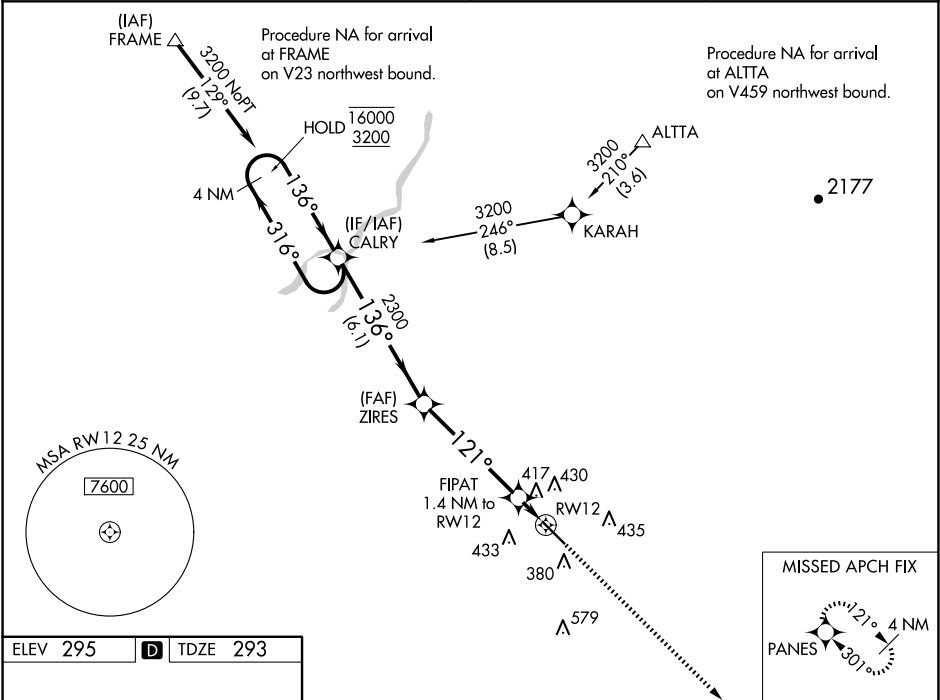 (IAF)
FRAME
3200 NoPT
129°
(9.7)
Procedure NA for arrival
at FRAME
on V23 northwest bound.
Procedure NA for arrival
at ALTTA
on V459 northwest bound.
HOLD
16000
3200
4 NM
136°
316°
(IF/IAF)
CALRY
ALTTA
3200
210°
(3.6)
2177
3200
246°
(8.5)
KARAH
2300
136°
(6.1)
(FAF)
ZIRES
121°
MSA RW12 25 NM
7600
FIPAT
1.4 NM to
RW12
417
430
RW12
435
433
380
579
MISSED APCH FIX
121°
4 NM
PANES
301°
ELEV 295
D
TDZE 293